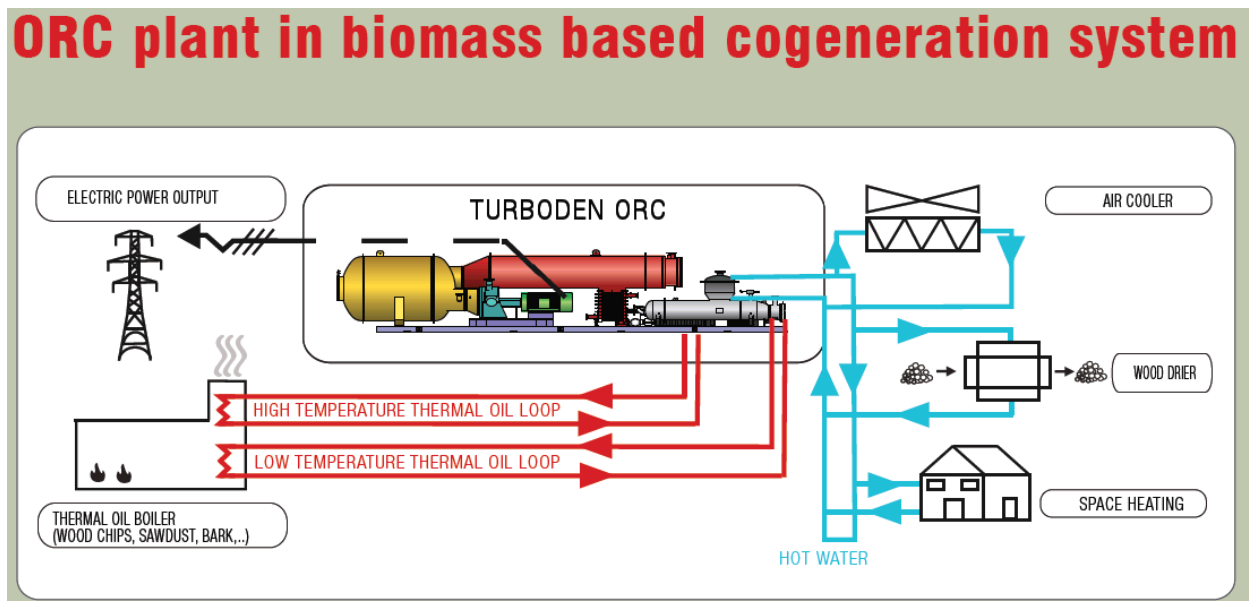 ORC plant in biomass based cogeneration system
ELECTRIC POWER OUTPUT
TURBODEN ORC
AIR COOLER
WOOD DRIER
HIGH TEMPERATURE THERMAL OIL LOOP
LOW TEMPERATURE THERMAL OIL LOOP
THERMAL OIL BOILER
(WOOD CHIPS, SAWDUST, BARK,..)
SPACE HEATING
HOT WATER